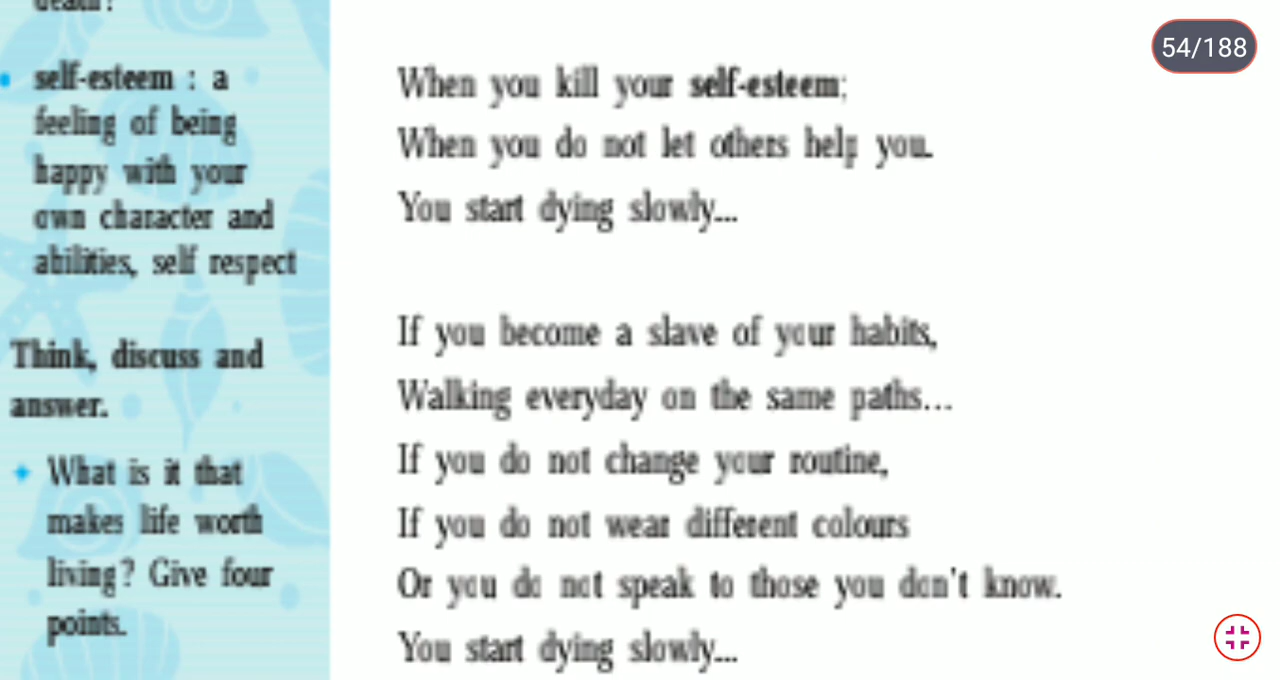 death?
self-esteem : a
feeling of being
happy with your
own character and
abilities, self respect
Think, discuss and
answer.
What is it that
makes life worth
living? Give four
points.
54/188
When you kill your self-esteem;
When you do not let others help you.
You start dying slowly...
If you become a slave of your habits,
Walking everyday on the same paths...
If you do not change your routine,
If you do not wear different colours
Or you do not speak to those you don't know.
You start dying slowly...